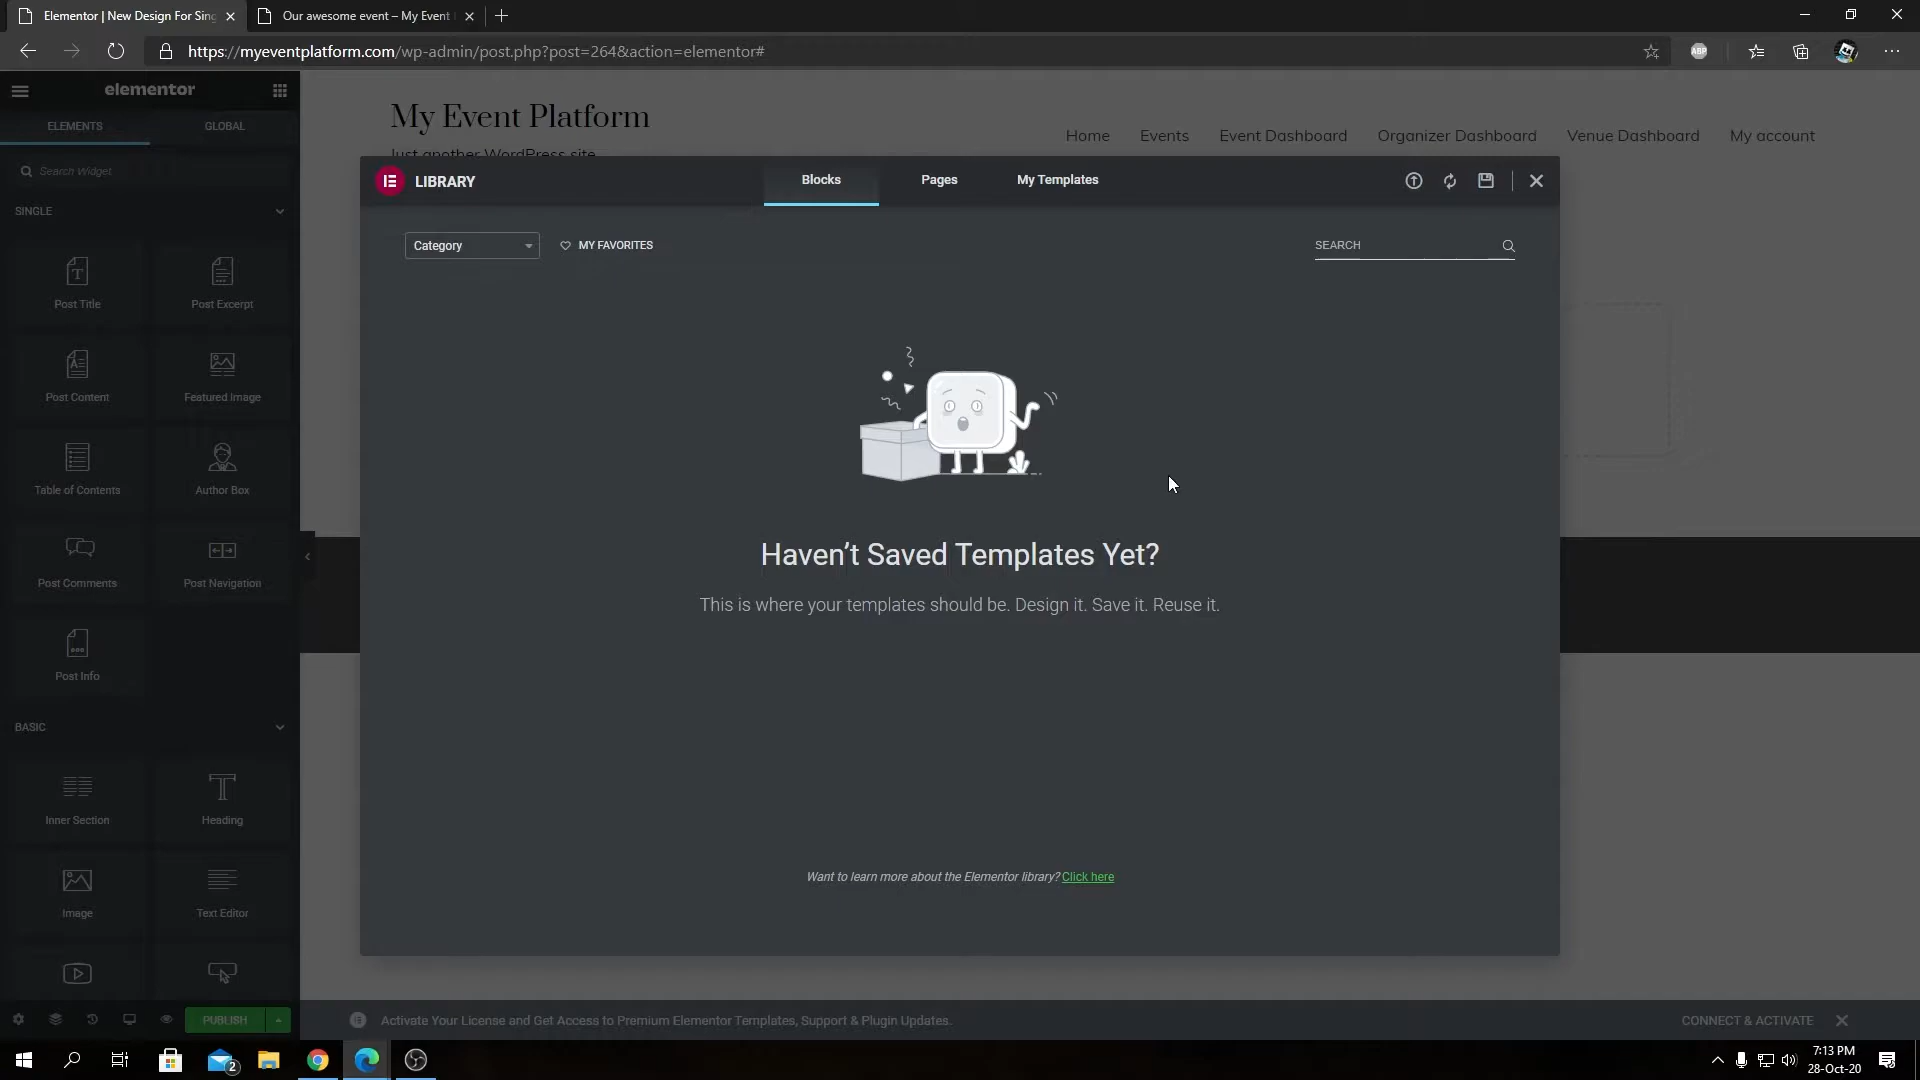 Elementor | New Design For Sing
Our awesome event – My Event
https://myeventplatform.com/wp-admin/post.php?post=264&action=elementor#
ABP
elementor
ELEMENTS
GLOBAL
Search Widget
SINGLE
Post Title
Post Excerpt
Post Content
Featured Image
Table of Contents
Author Box
Post Comments
Post Navigation
Post Info
BASIC
Inner Section
Heading
Image
Text Editor
PUBLISH
My Event Platform
Just another WordPress site
Home
Events
Event Dashboard
Organizer Dashboard
Venue Dashboard
My account
LIBRARY
Blocks
Pages
My Templates
Category
MY FAVORITES
SEARCH
Haven’t Saved Templates Yet?
This is where your templates should be. Design it. Save it. Reuse it.
Want to learn more about the Elementor library? Click here
Activate Your License and Get Access to Premium Elementor Templates, Support & Plugin Updates.
CONNECT & ACTIVATE
2
7:13 PM
28-Oct-20